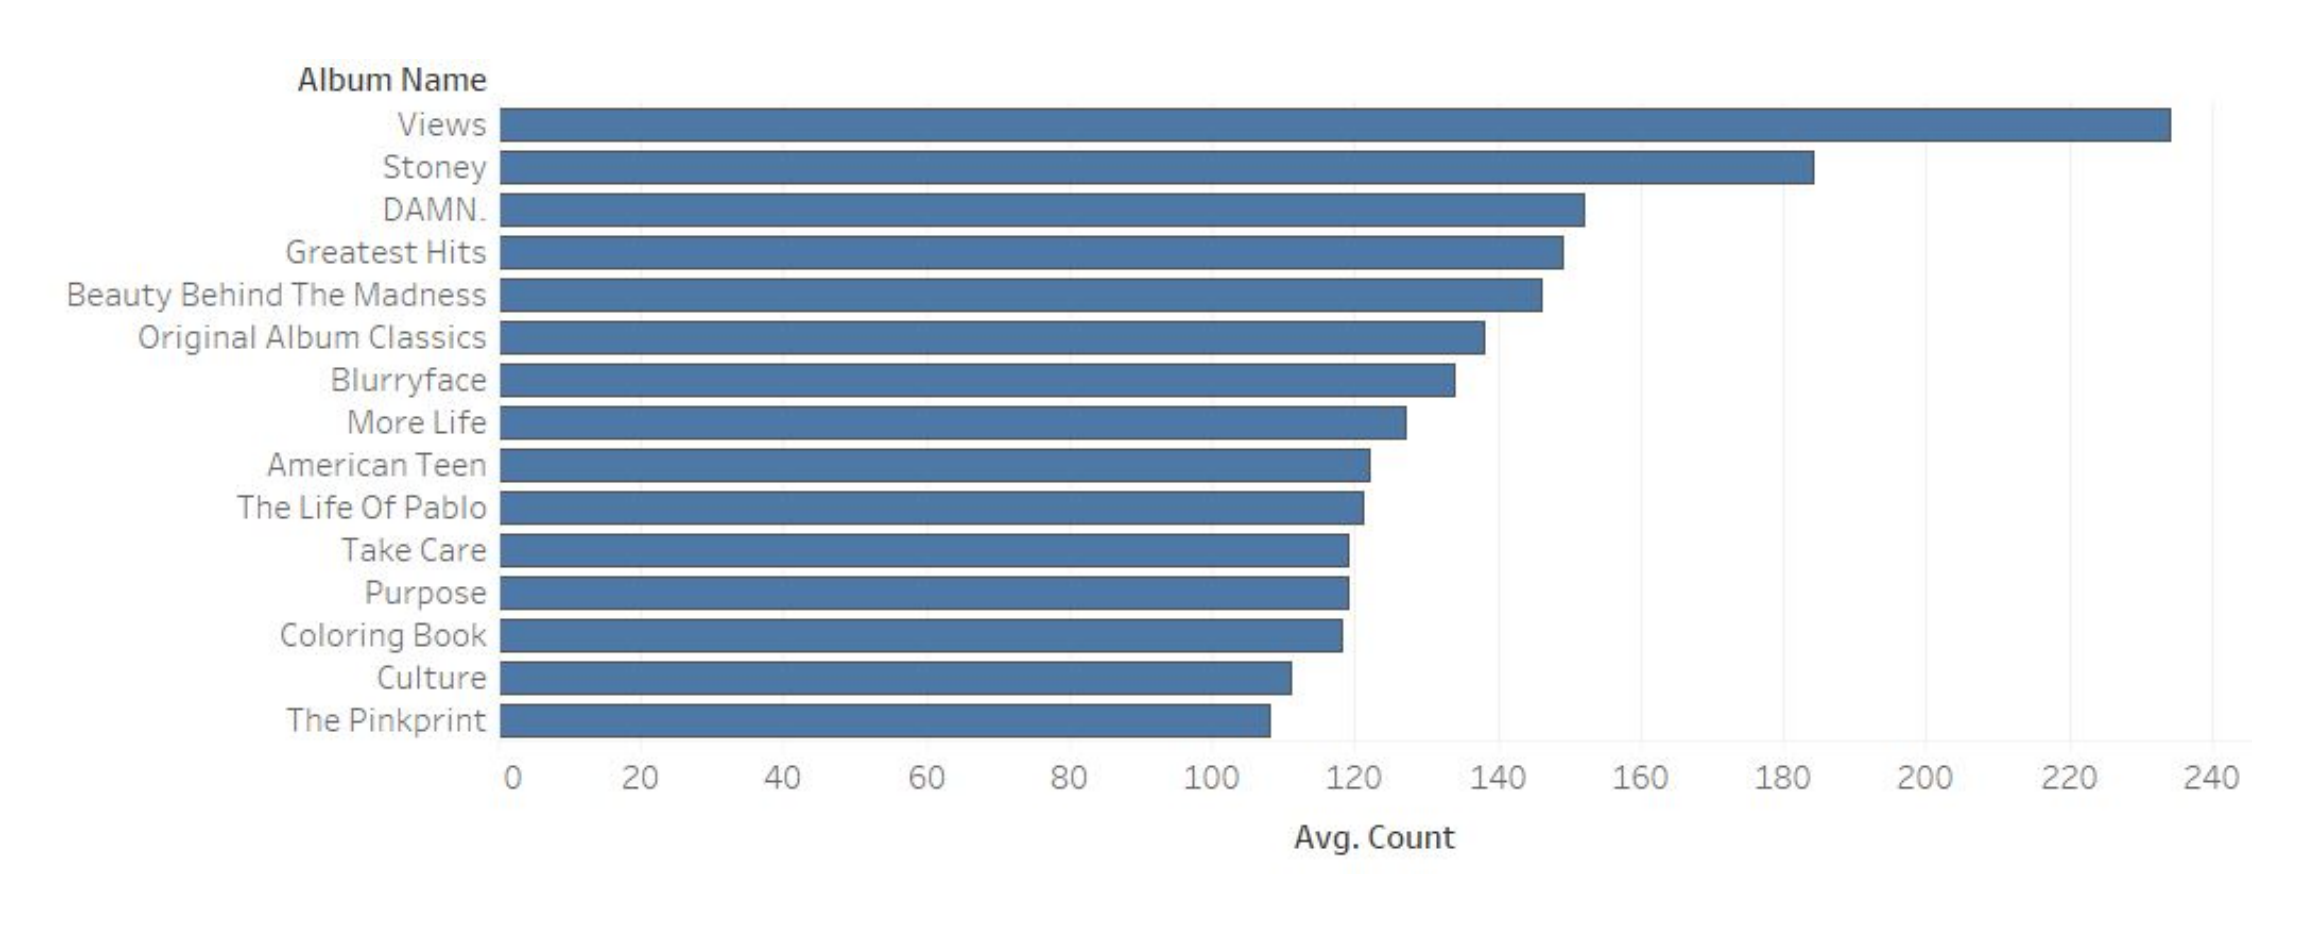 Album Name
Views
Stoney
DAMN.
Greatest Hits
Beauty Behind The Madness
Original Album Classics
Blurryface
More Life
American Teen
The Life Of Pablo
Take Care
Purpose
Coloring Book
Culture
The Pinkprint
0 20 40 60 80 100 120 140 160 180 200 220 240
Avg. Count